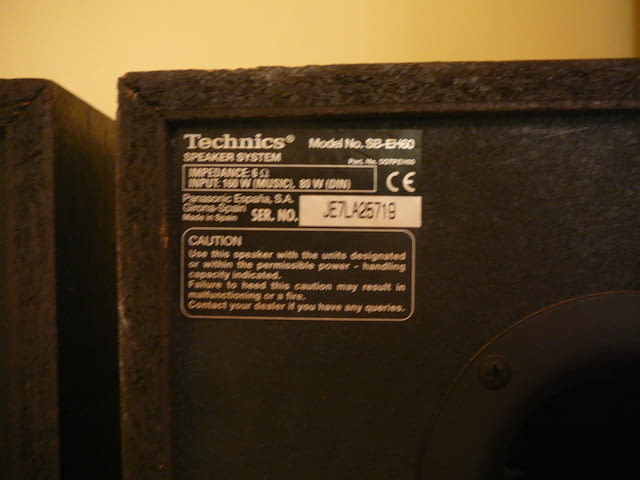 Technics® Model No. SB-EH60
SPEAKER SYSTEM
IMPEDANCE: 6 Ω
INPUT: 160 W (MUSIC), 80 W (DIN)
CE
Panasonic España, S.A.
Girona-Spain
Made in Spain
SER. NO. JE7LA25719
CAUTION
Use this speaker with the units designated
or within the permissible power - handling
capacity indicated.
Failure to heed this caution may result in
malfunctioning or a fire.
Contact your dealer if you have any queries.